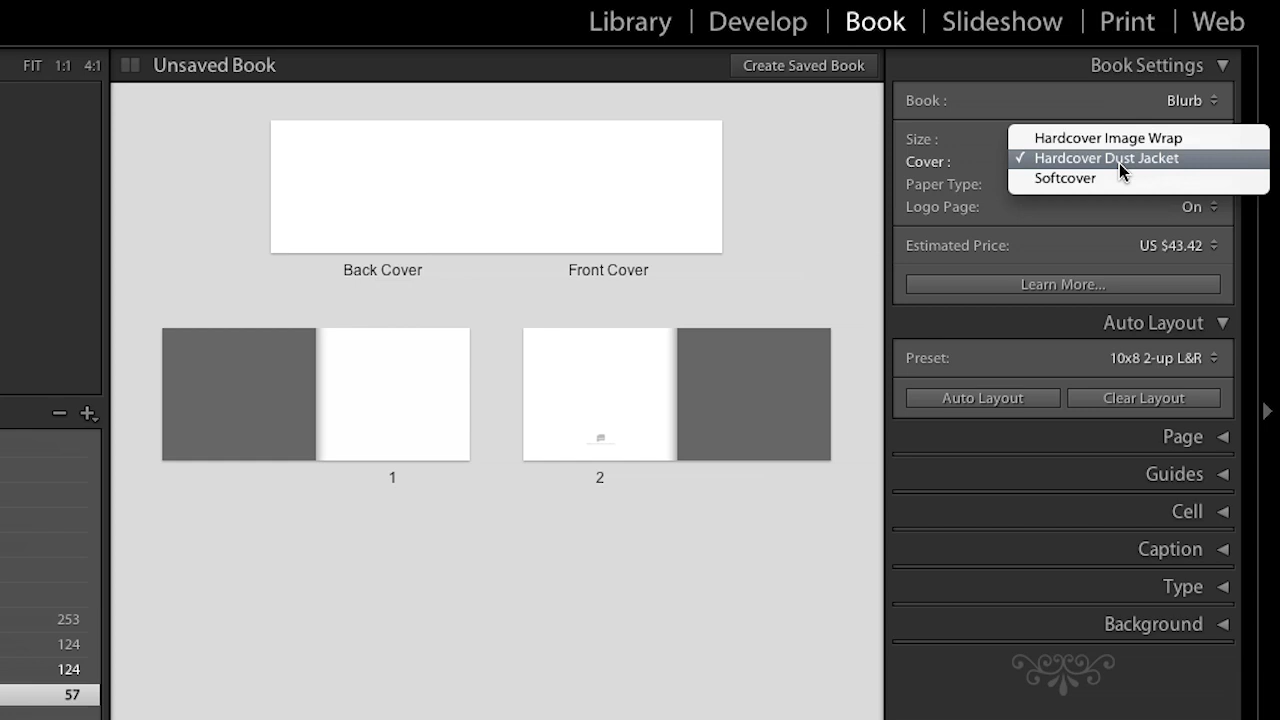 Library | Develop | Book | Slideshow | Print | Web
FIT 1:1 4:1
Unsaved Book
Create Saved Book
Book Settings
Book : Blurb
Size :
Hardcover Image Wrap
Cover :
✓ Hardcover Dust Jacket
Paper Type:
Softcover
Logo Page: On
Estimated Price: US $43.42
Learn More...
Back Cover
Front Cover
Auto Layout
Preset: 10x8 2-up L&R
Auto Layout
Clear Layout
Page
Guides
1
2
Cell
Caption
Type
Background
253
124
124
57